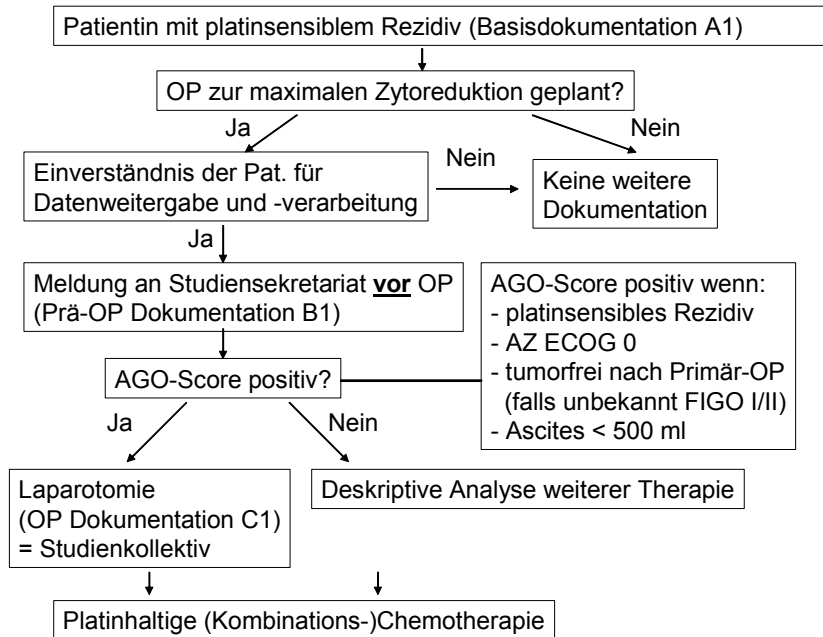 Patientin mit platinsensiblem Rezidiv (Basisdokumentation A1)
OP zur maximalen Zytoreduktion geplant?
Ja
Nein
Einverständnis der Pat. für
Datenweitergabe und -verarbeitung
Nein
Keine weitere
Dokumentation
Ja
Meldung an Studiensekretariat vor OP
(Prä-OP Dokumentation B1)
AGO-Score positiv wenn:
- platinsensibles Rezidiv
- AZ ECOG 0
- tumorfrei nach Primär-OP
(falls unbekannt FIGO I/II)
- Ascites < 500 ml
AGO-Score positiv?
Ja
Nein
Laparotomie
(OP Dokumentation C1)
= Studienkollektiv
Deskriptive Analyse weiterer Therapie
Platinhaltige (Kombinations-)Chemotherapie